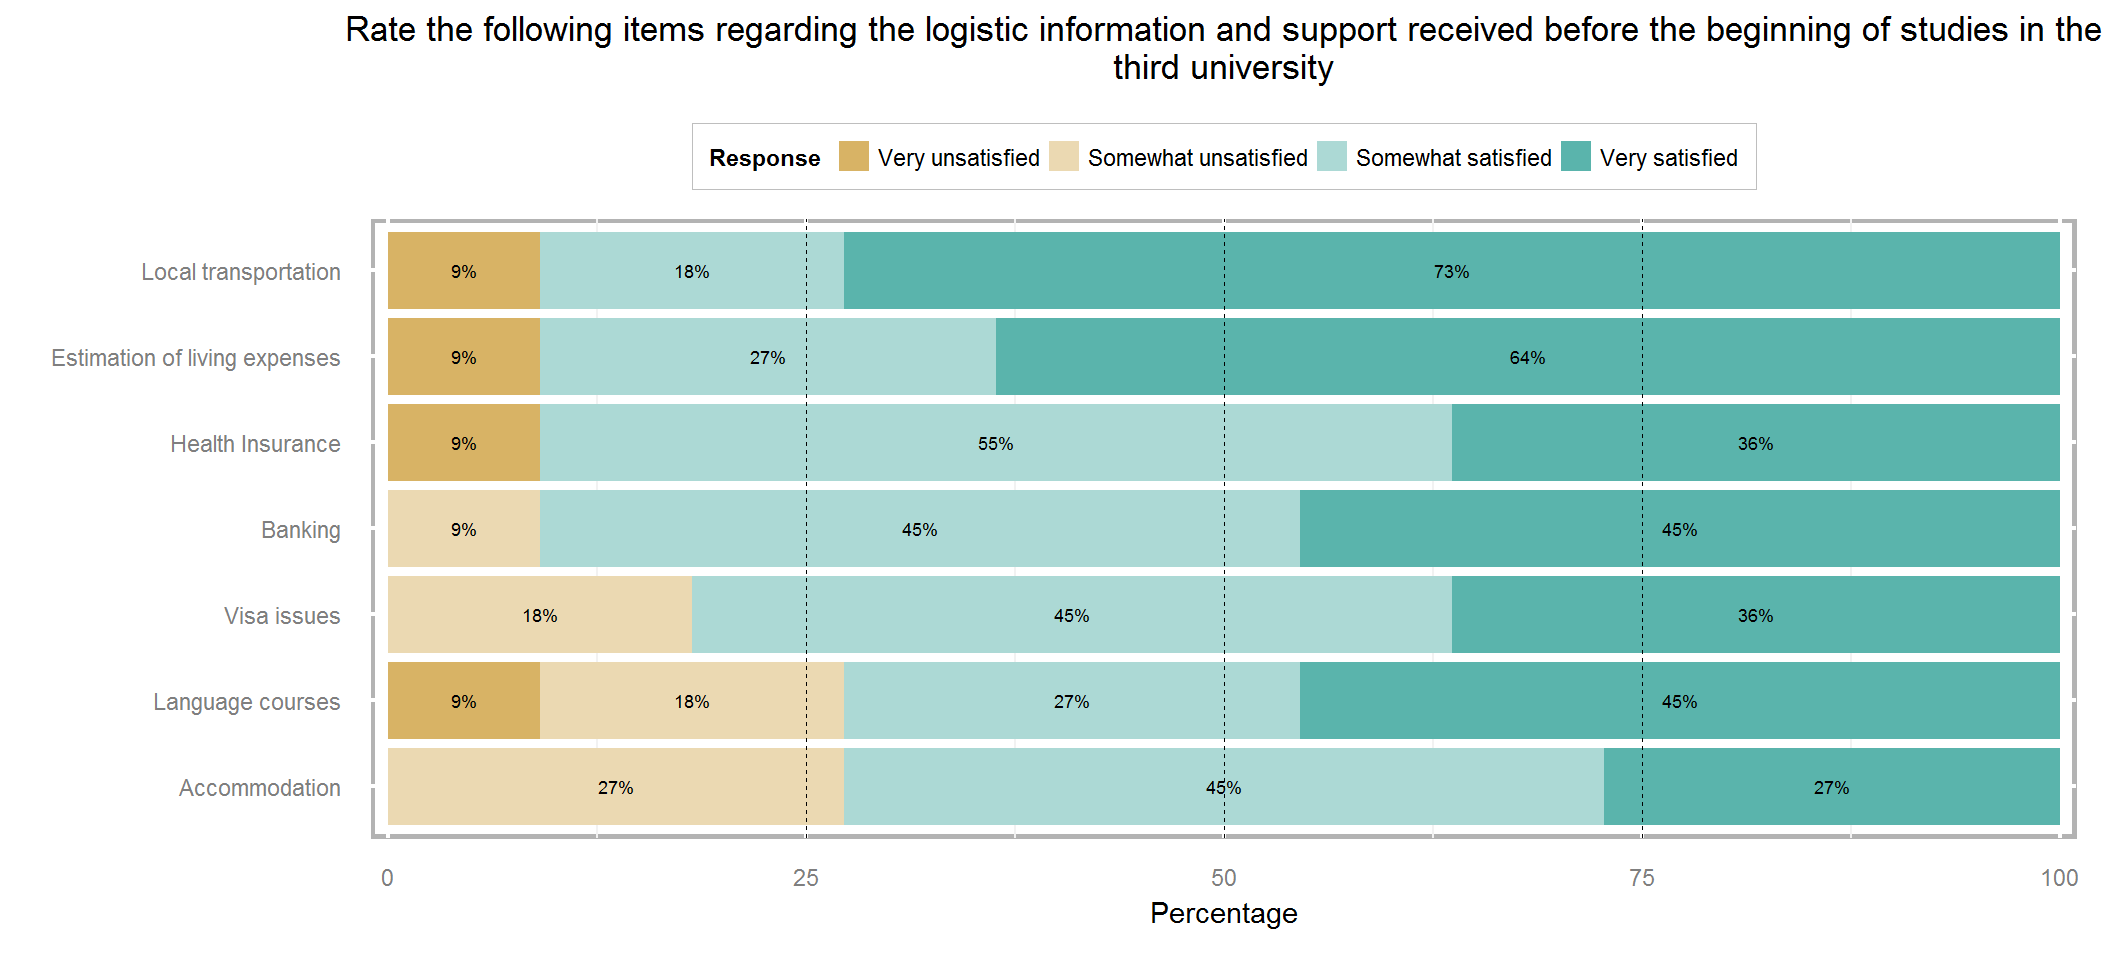 Rate the following items regarding the logistic information and support received before the beginning of studies in the
third university
Response Very unsatisfied Somewhat unsatisfied Somewhat satisfied Very satisfied
Local transportation 9% 18% 73%
Estimation of living expenses 9% 27% 64%
Health Insurance 9% 55% 36%
Banking 9% 45% 45%
Visa issues 18% 45% 36%
Language courses 9% 18% 27% 45%
Accommodation 27% 45% 27%
0 25 50 75 100
Percentage